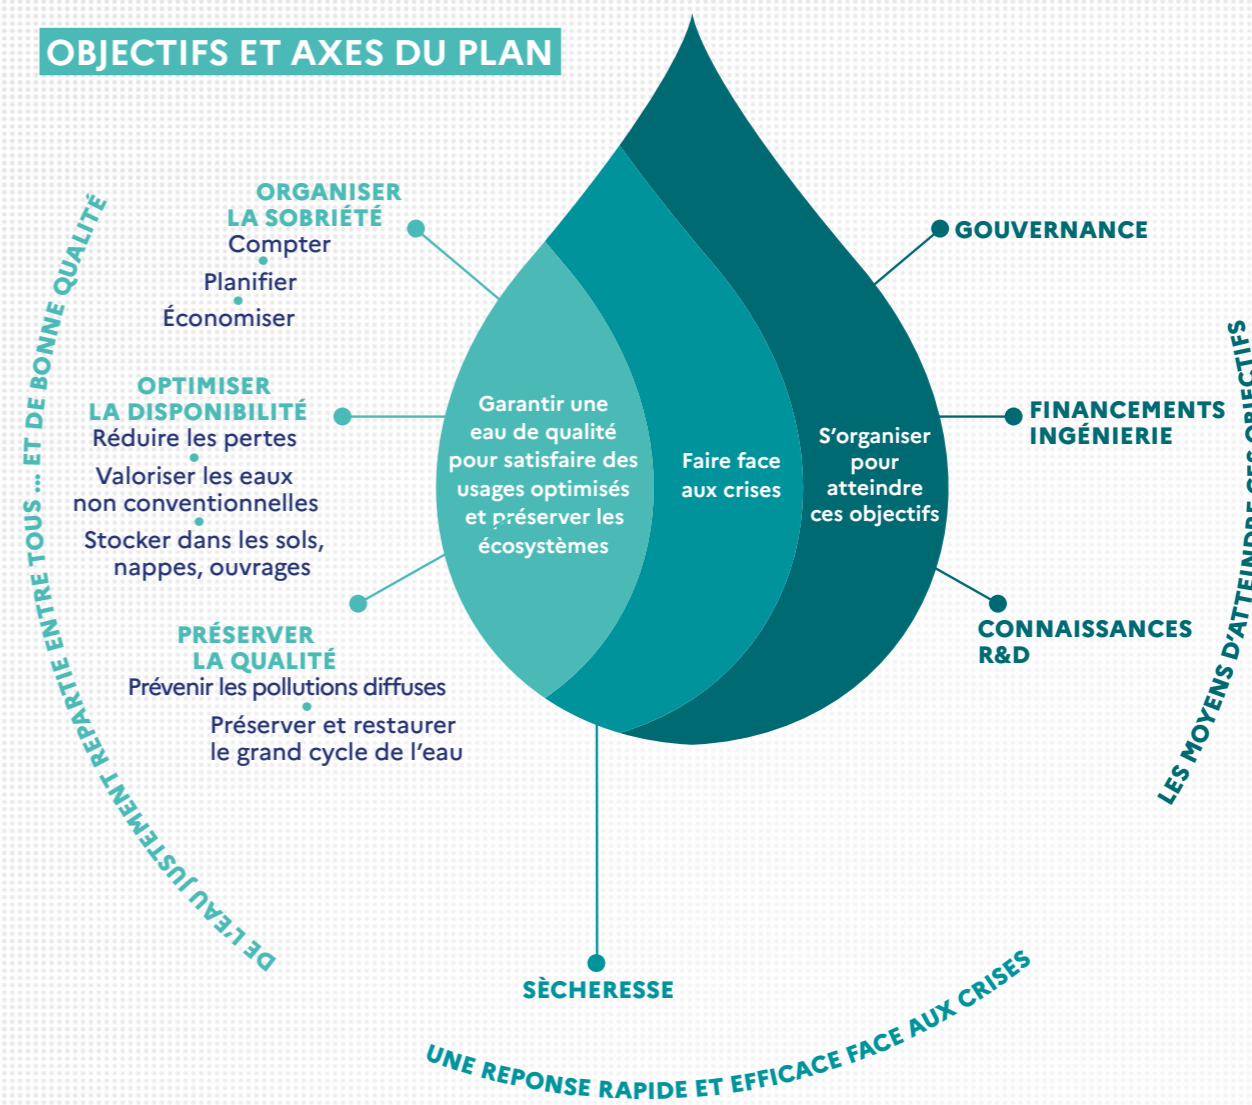 OBJECTIFS ET AXES DU PLAN
ORGANISER
LA SOBRIÉTÉ
Compter
Planifier
Économiser
OPTIMISER
LA DISPONIBILITÉ
Réduire les pertes
Valoriser les eaux
non conventionnelles
Stocker dans les sols,
nappes, ouvrages
PRÉSERVER
LA QUALITÉ
Prévenir les pollutions diffuses
Préserver et restaurer
le grand cycle de l'eau
DE L'EAU JUSTEMENT REPARTIE ENTRE TOUS ... ET DE BONNE QUALITÉ
Garantir une
eau de qualité
pour satisfaire des
usages optimisés
et préserver les
écosystèmes
Faire face
aux crises
S'organiser
pour
atteindre
ces objectifs
GOUVERNANCE
FINANCEMENTS
INGÉNIERIE
CONNAISSANCES
R&D
LES MOYENS D'ATTEINDRE CES OBJECTIFS
SÈCHERESSE
UNE REPONSE RAPIDE ET EFFICACE FACE AUX CRISES